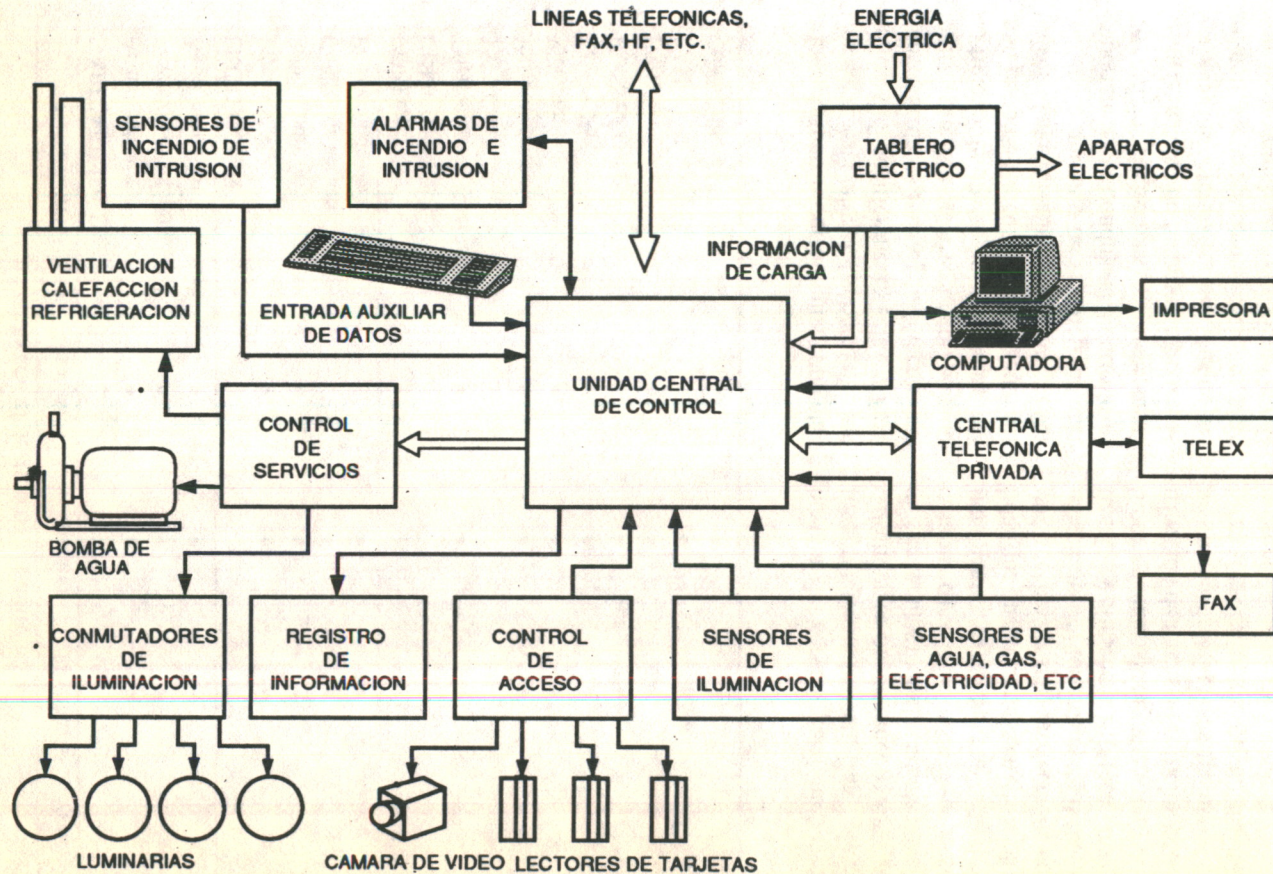 LINEAS TELEFONICAS,
FAX, HF, ETC.
ENERGIA
ELECTRICA
SENSORES DE
INCENDIO DE
INTRUSION
ALARMAS DE
INCENDIO E
INTRUSION
TABLERO
ELECTRICO
APARATOS
ELECTRICOS
VENTILACION
CALEFACCION
REFRIGERACION
ENTRADA AUXILIAR
DE DATOS
INFORMACION
DE CARGA
COMPUTADORA
IMPRESORA
UNIDAD CENTRAL
DE CONTROL
CONTROL
DE
SERVICIOS
CENTRAL
TELEFONICA
PRIVADA
TELEX
BOMBA DE
AGUA
FAX
CONMUTADORES
DE
ILUMINACION
REGISTRO
DE
INFORMACION
CONTROL
DE
ACCESO
SENSORES
DE
ILUMINACION
SENSORES DE
AGUA, GAS,
ELECTRICIDAD, ETC
LUMINARIAS
CAMARA DE VIDEO
LECTORES DE TARJETAS